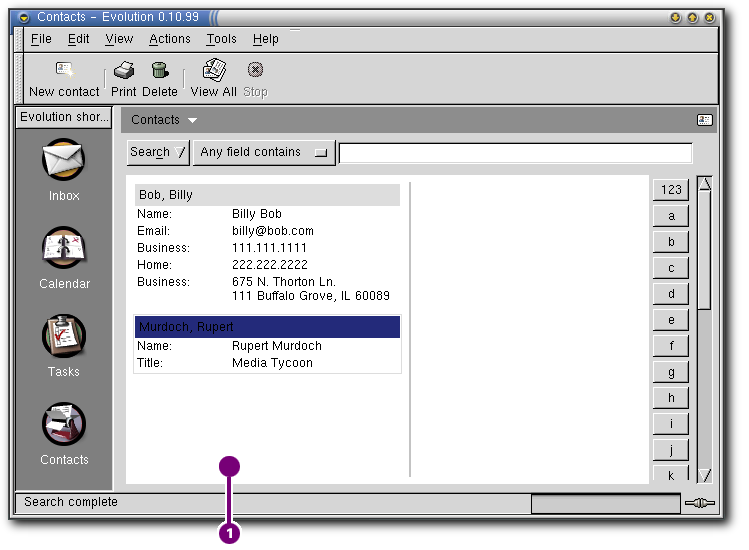 Contacts - Evolution 0.10.99
File Edit View Actions Tools Help
New contact Print Delete View All Stop
Evolution shor...
Contacts
Search Any field contains
Inbox
Calendar
Tasks
Contacts
Bob, Billy
Name: Billy Bob
Email: billy@bob.com
Business: 111.111.1111
Home: 222.222.2222
Business: 675 N. Thorton Ln.
111 Buffalo Grove, IL 60089
Murdoch, Rupert
Name: Rupert Murdoch
Title: Media Tycoon
123
a
b
c
d
e
f
g
h
i
j
k
Search complete
1